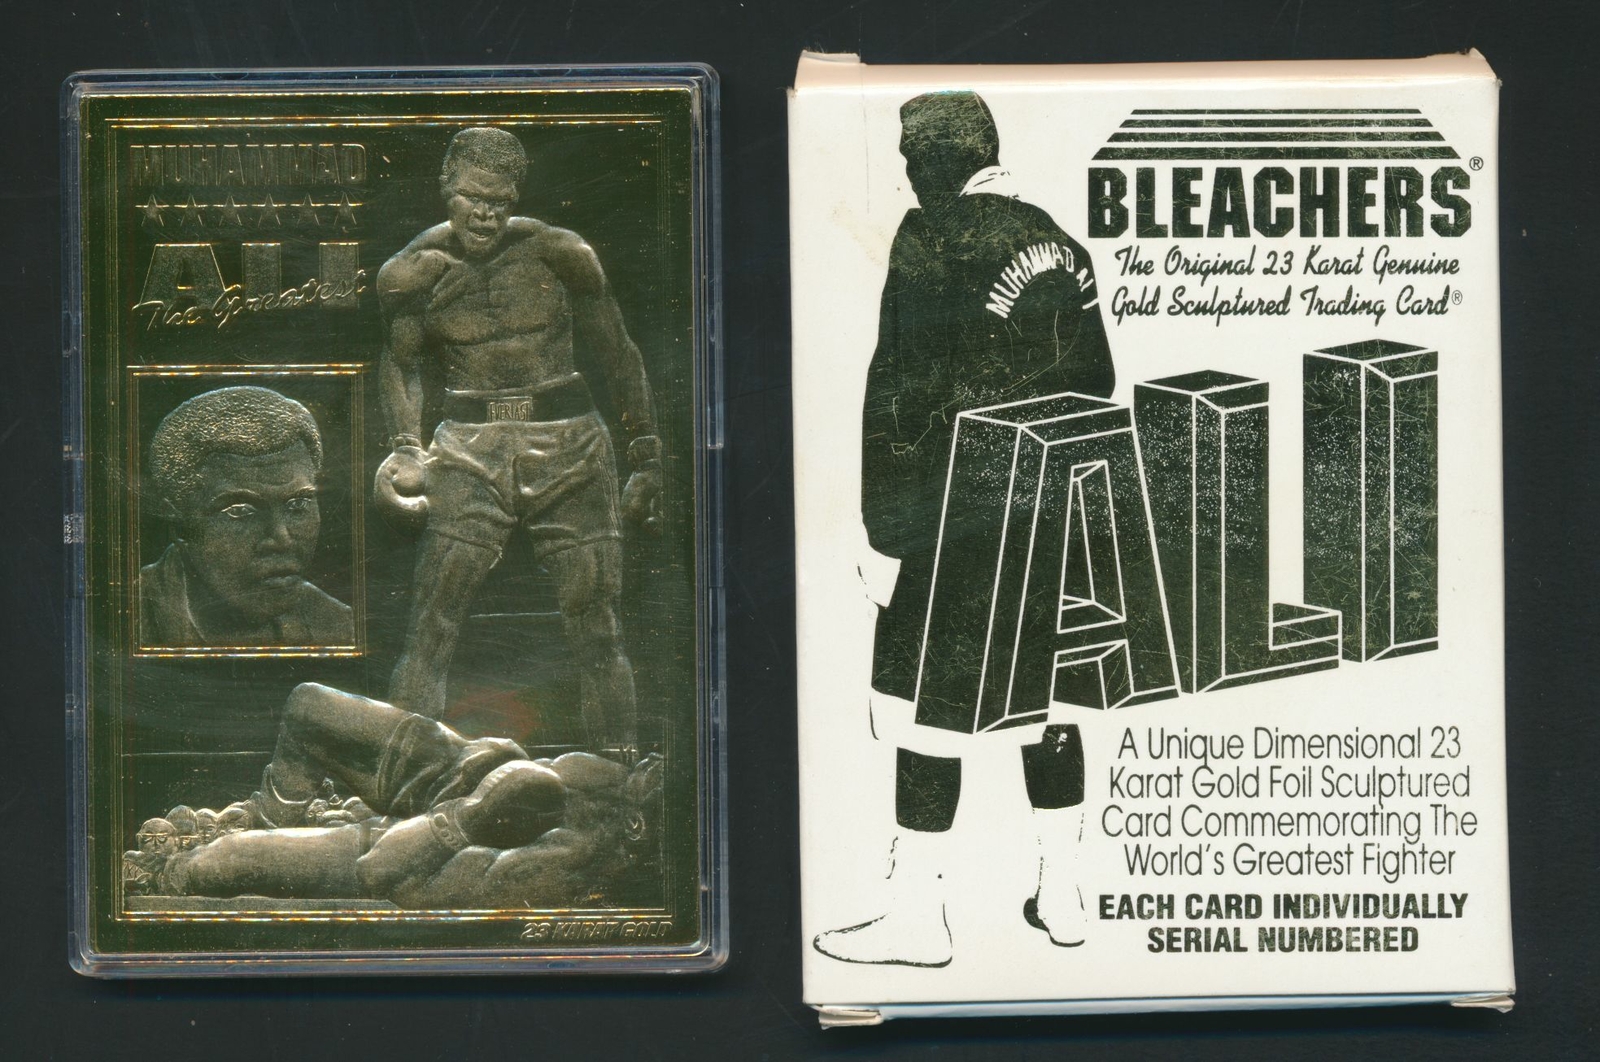 MUHAMMAD
ALI
The Greatest
EVERLAST
23 KARAT GOLD
BLEACHERS®
The Original 23 Karat Genuine
Gold Sculptured Trading Card®
MUHAMMAD ALI
ALI
A Unique Dimensional 23
Karat Gold Foil Sculptured
Card Commemorating The
World's Greatest Fighter
EACH CARD INDIVIDUALLY
SERIAL NUMBERED